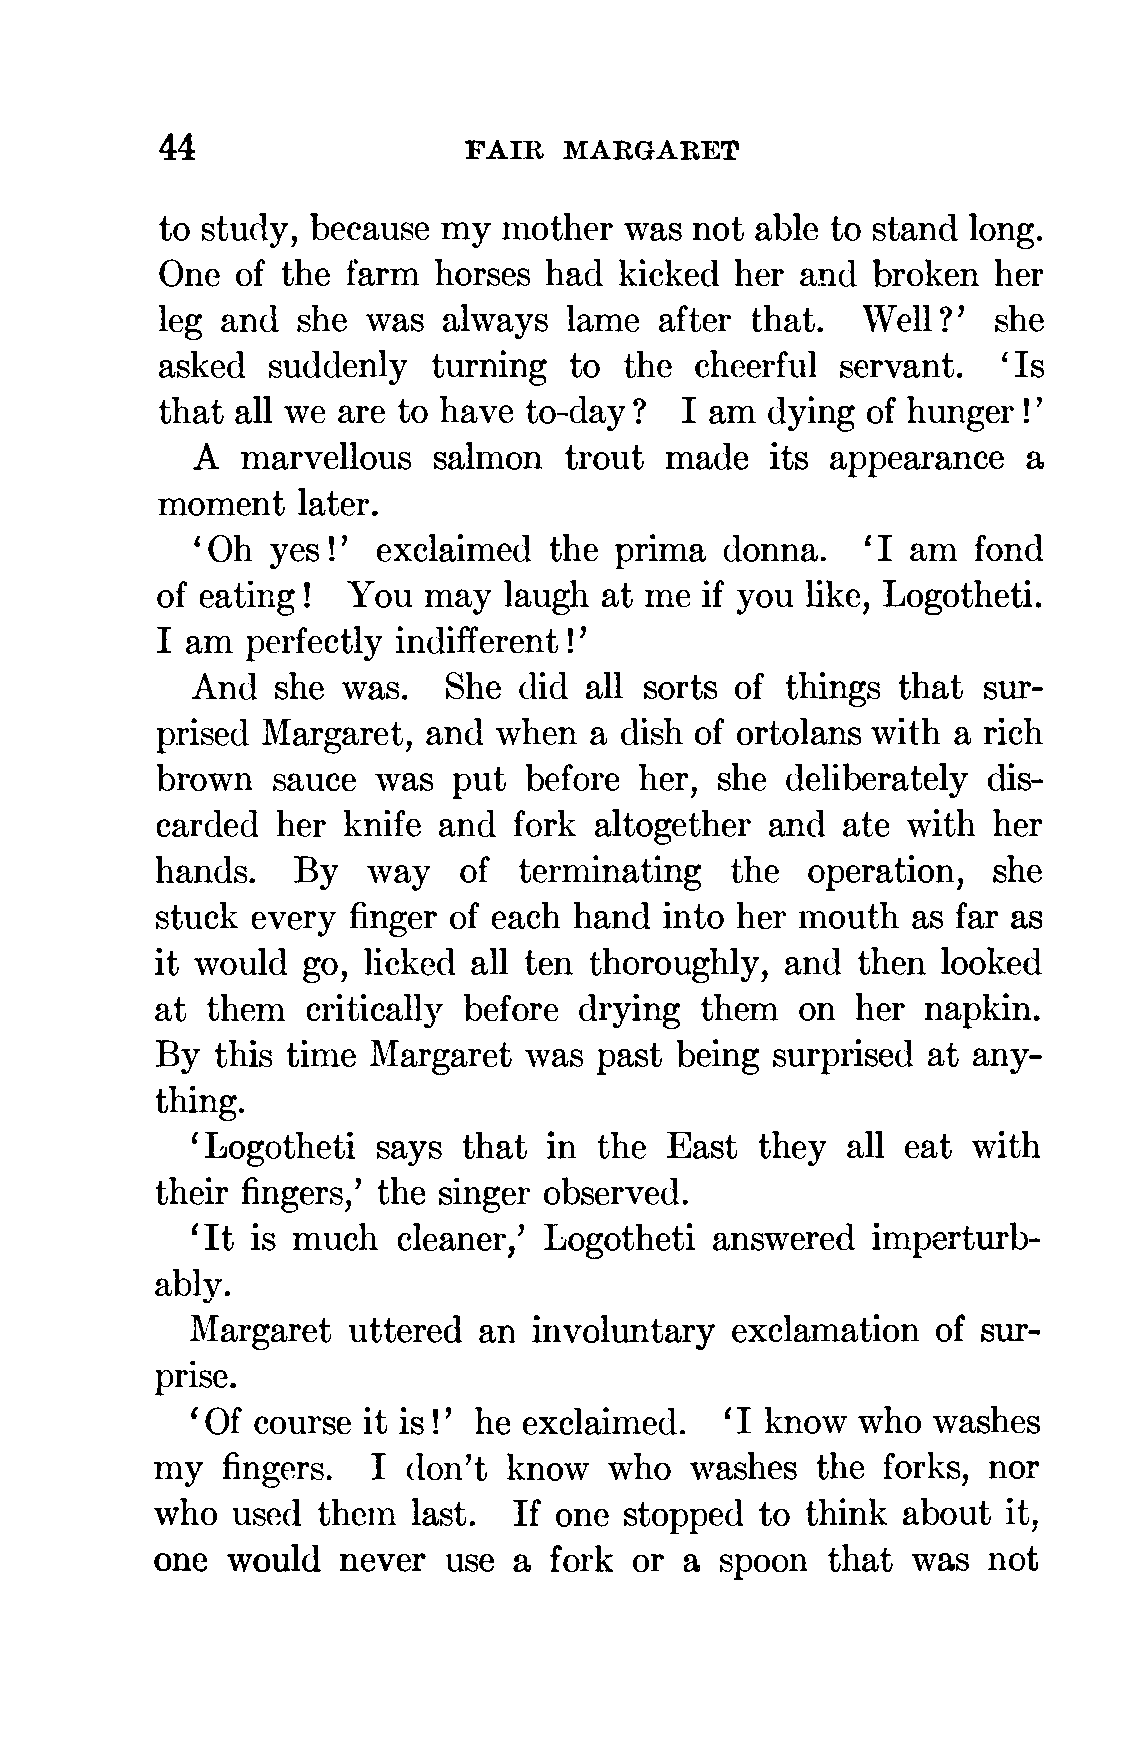 44 FAIR MARGARET
to study, because my mother was not able to stand long.
One of the farm horses had kicked her and broken her
leg and she was always lame after that. Well?' she
asked suddenly turning to the cheerful servant. 'Is
that all we are to have to-day? I am dying of hunger!'
A marvellous salmon trout made its appearance a
moment later.
'Oh yes!' exclaimed the prima donna. 'I am fond
of eating! You may laugh at me if you like, Logotheti.
I am perfectly indifferent!'
And she was. She did all sorts of things that sur-
prised Margaret, and when a dish of ortolans with a rich
brown sauce was put before her, she deliberately dis-
carded her knife and fork altogether and ate with her
hands. By way of terminating the operation, she
stuck every finger of each hand into her mouth as far as
it would go, licked all ten thoroughly, and then looked
at them critically before drying them on her napkin.
By this time Margaret was past being surprised at any-
thing.
'Logotheti says that in the East they all eat with
their fingers,' the singer observed.
'It is much cleaner,' Logotheti answered imperturb-
ably.
Margaret uttered an involuntary exclamation of sur-
prise.
'Of course it is!' he exclaimed. 'I know who washes
my fingers. I don't know who washes the forks, nor
who used them last. If one stopped to think about it,
one would never use a fork or a spoon that was not